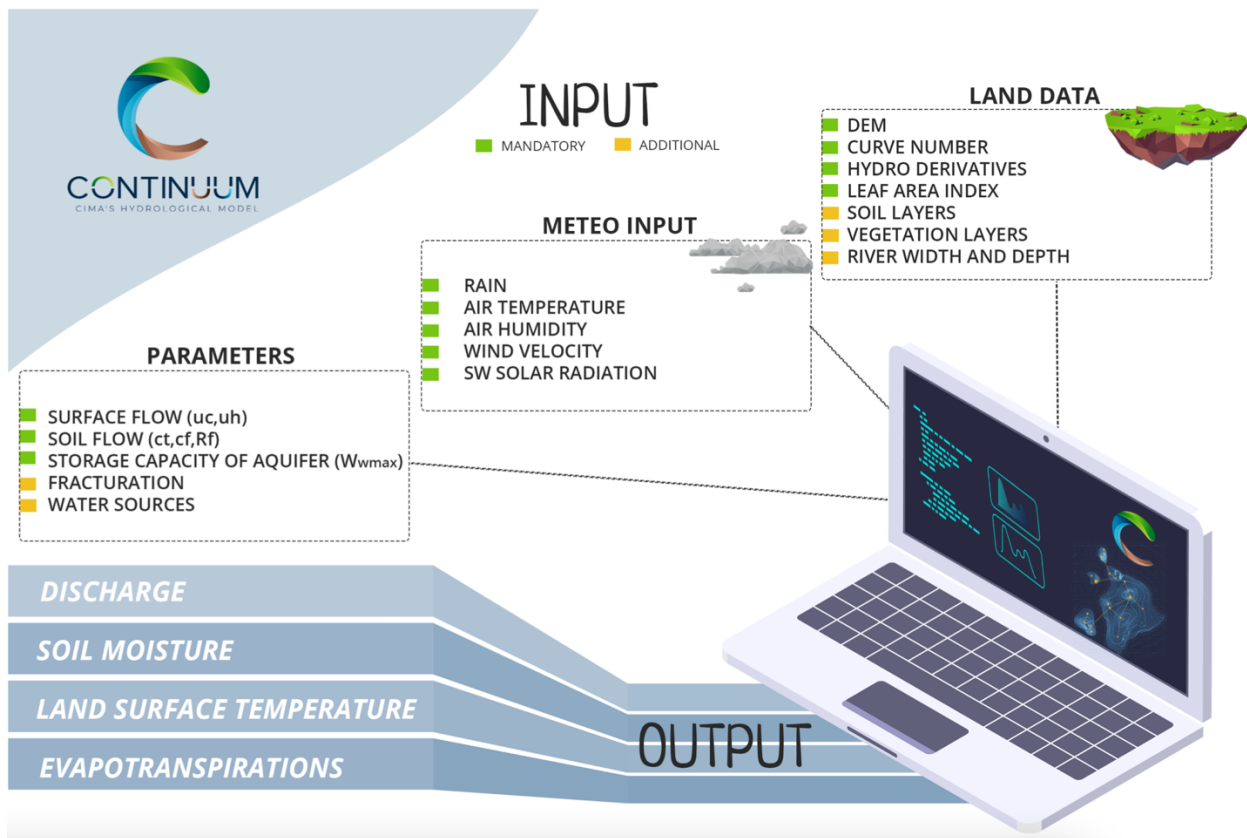 CONTINUUM
CIMA'S HYDROLOGICAL MODEL
INPUT
MANDATORY
ADDITIONAL
LAND DATA
DEM
CURVE NUMBER
HYDRO DERIVATIVES
LEAF AREA INDEX
SOIL LAYERS
VEGETATION LAYERS
RIVER WIDTH AND DEPTH
METEO INPUT
RAIN
AIR TEMPERATURE
AIR HUMIDITY
WIND VELOCITY
SW SOLAR RADIATION
PARAMETERS
SURFACE FLOW (uc,uh)
SOIL FLOW (ct,cf,Rf)
STORAGE CAPACITY OF AQUIFER (Wwmax)
FRACTURATION
WATER SOURCES
DISCHARGE
SOIL MOISTURE
LAND SURFACE TEMPERATURE
EVAPOTRANSPIRATIONS
OUTPUT